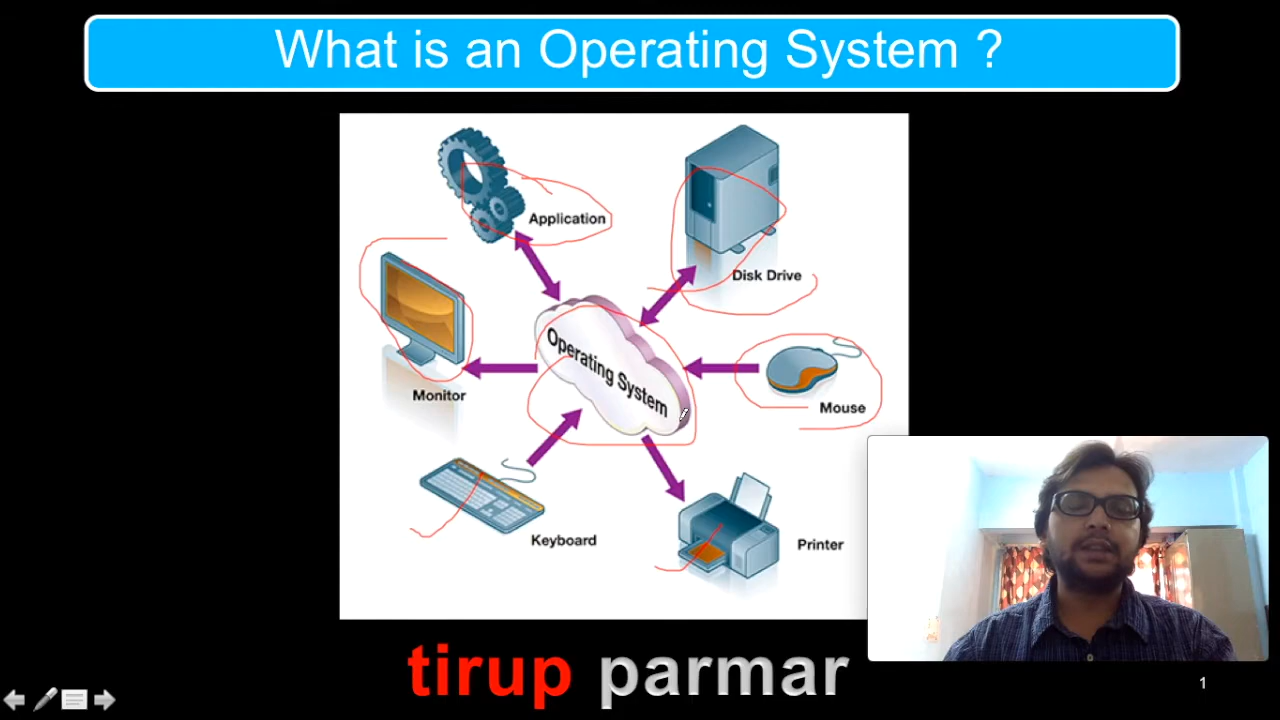 What is an Operating System ?
Application
Disk Drive
Operating System
Monitor
Mouse
Keyboard
Printer
tirup parmar
1